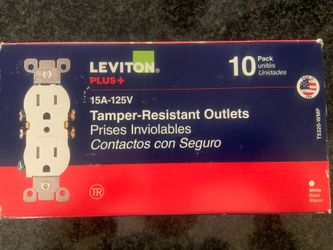 LEVITON®
PLUS+
10 Pack
unités
Unidades
15A-125V
Tamper-Resistant Outlets
Prises Inviolables
Contactos con Seguro
TR
White
Blanc
Blanco
T5320-WMP